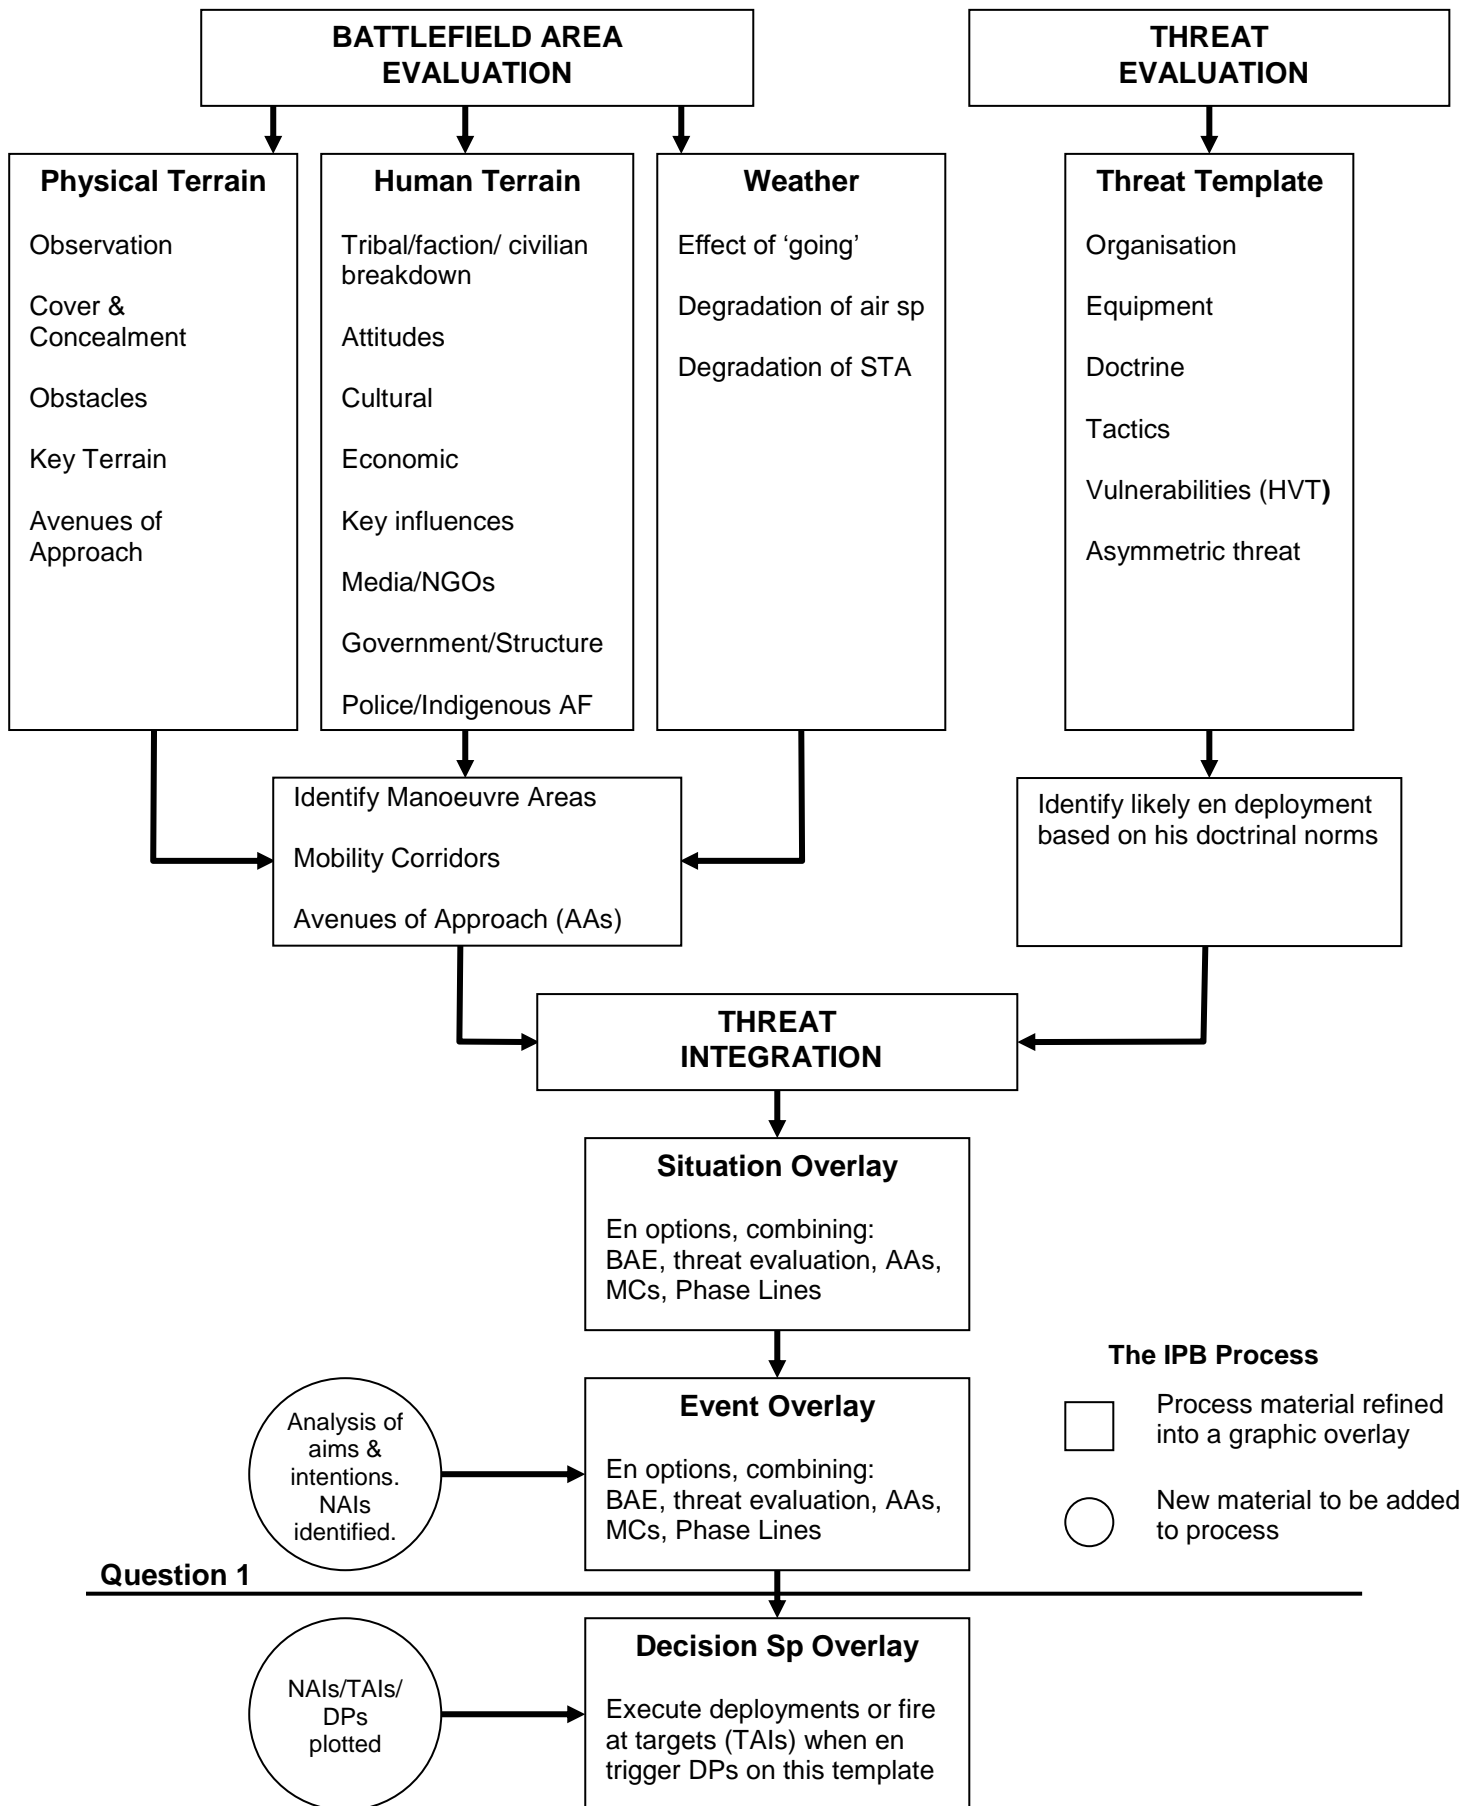 BATTLEFIELD AREA
EVALUATION
THREAT
EVALUATION
Physical Terrain
Observation
Cover &
Concealment
Obstacles
Key Terrain
Avenues of
Approach
Human Terrain
Tribal/faction/ civilian
breakdown
Attitudes
Cultural
Economic
Key influences
Media/NGOs
Government/Structure
Police/Indigenous AF
Weather
Effect of ‘going’
Degradation of air sp
Degradation of STA
Threat Template
Organisation
Equipment
Doctrine
Tactics
Vulnerabilities (HVT)
Asymmetric threat
Identify Manoeuvre Areas
Mobility Corridors
Avenues of Approach (AAs)
Identify likely en deployment
based on his doctrinal norms
THREAT
INTEGRATION
Situation Overlay
En options, combining:
BAE, threat evaluation, AAs,
MCs, Phase Lines
The IPB Process
Process material refined
into a graphic overlay
New material to be added
to process
Analysis of
aims &
intentions.
NAIs
identified.
Event Overlay
En options, combining:
BAE, threat evaluation, AAs,
MCs, Phase Lines
Question 1
NAIs/TAIs/
DPs
plotted
Decision Sp Overlay
Execute deployments or fire
at targets (TAIs) when en
trigger DPs on this template